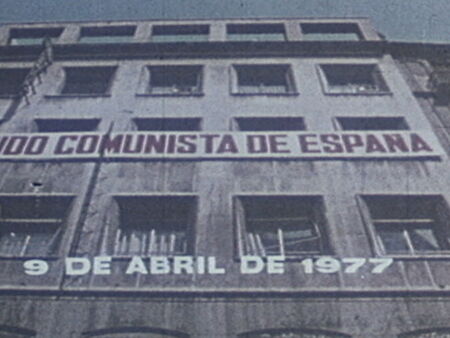 IDO COMUNISTA DE ESPAÑA
9 DE ABRIL DE 1977